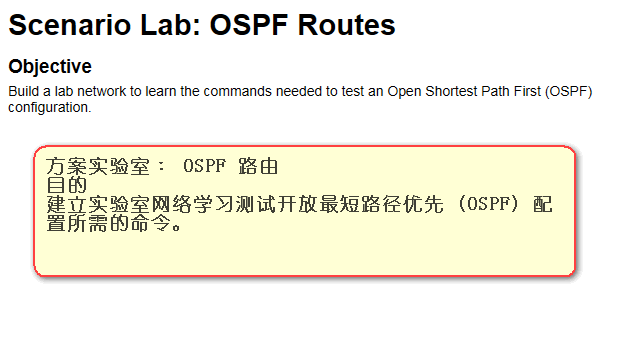 Scenario Lab: OSPF Routes
Objective
Build a lab network to learn the commands needed to test an Open Shortest Path First (OSPF)
configuration.
方案实验室： OSPF 路由
目的
建立实验室网络学习测试开放最短路径优先 (OSPF) 配
置所需的命令。